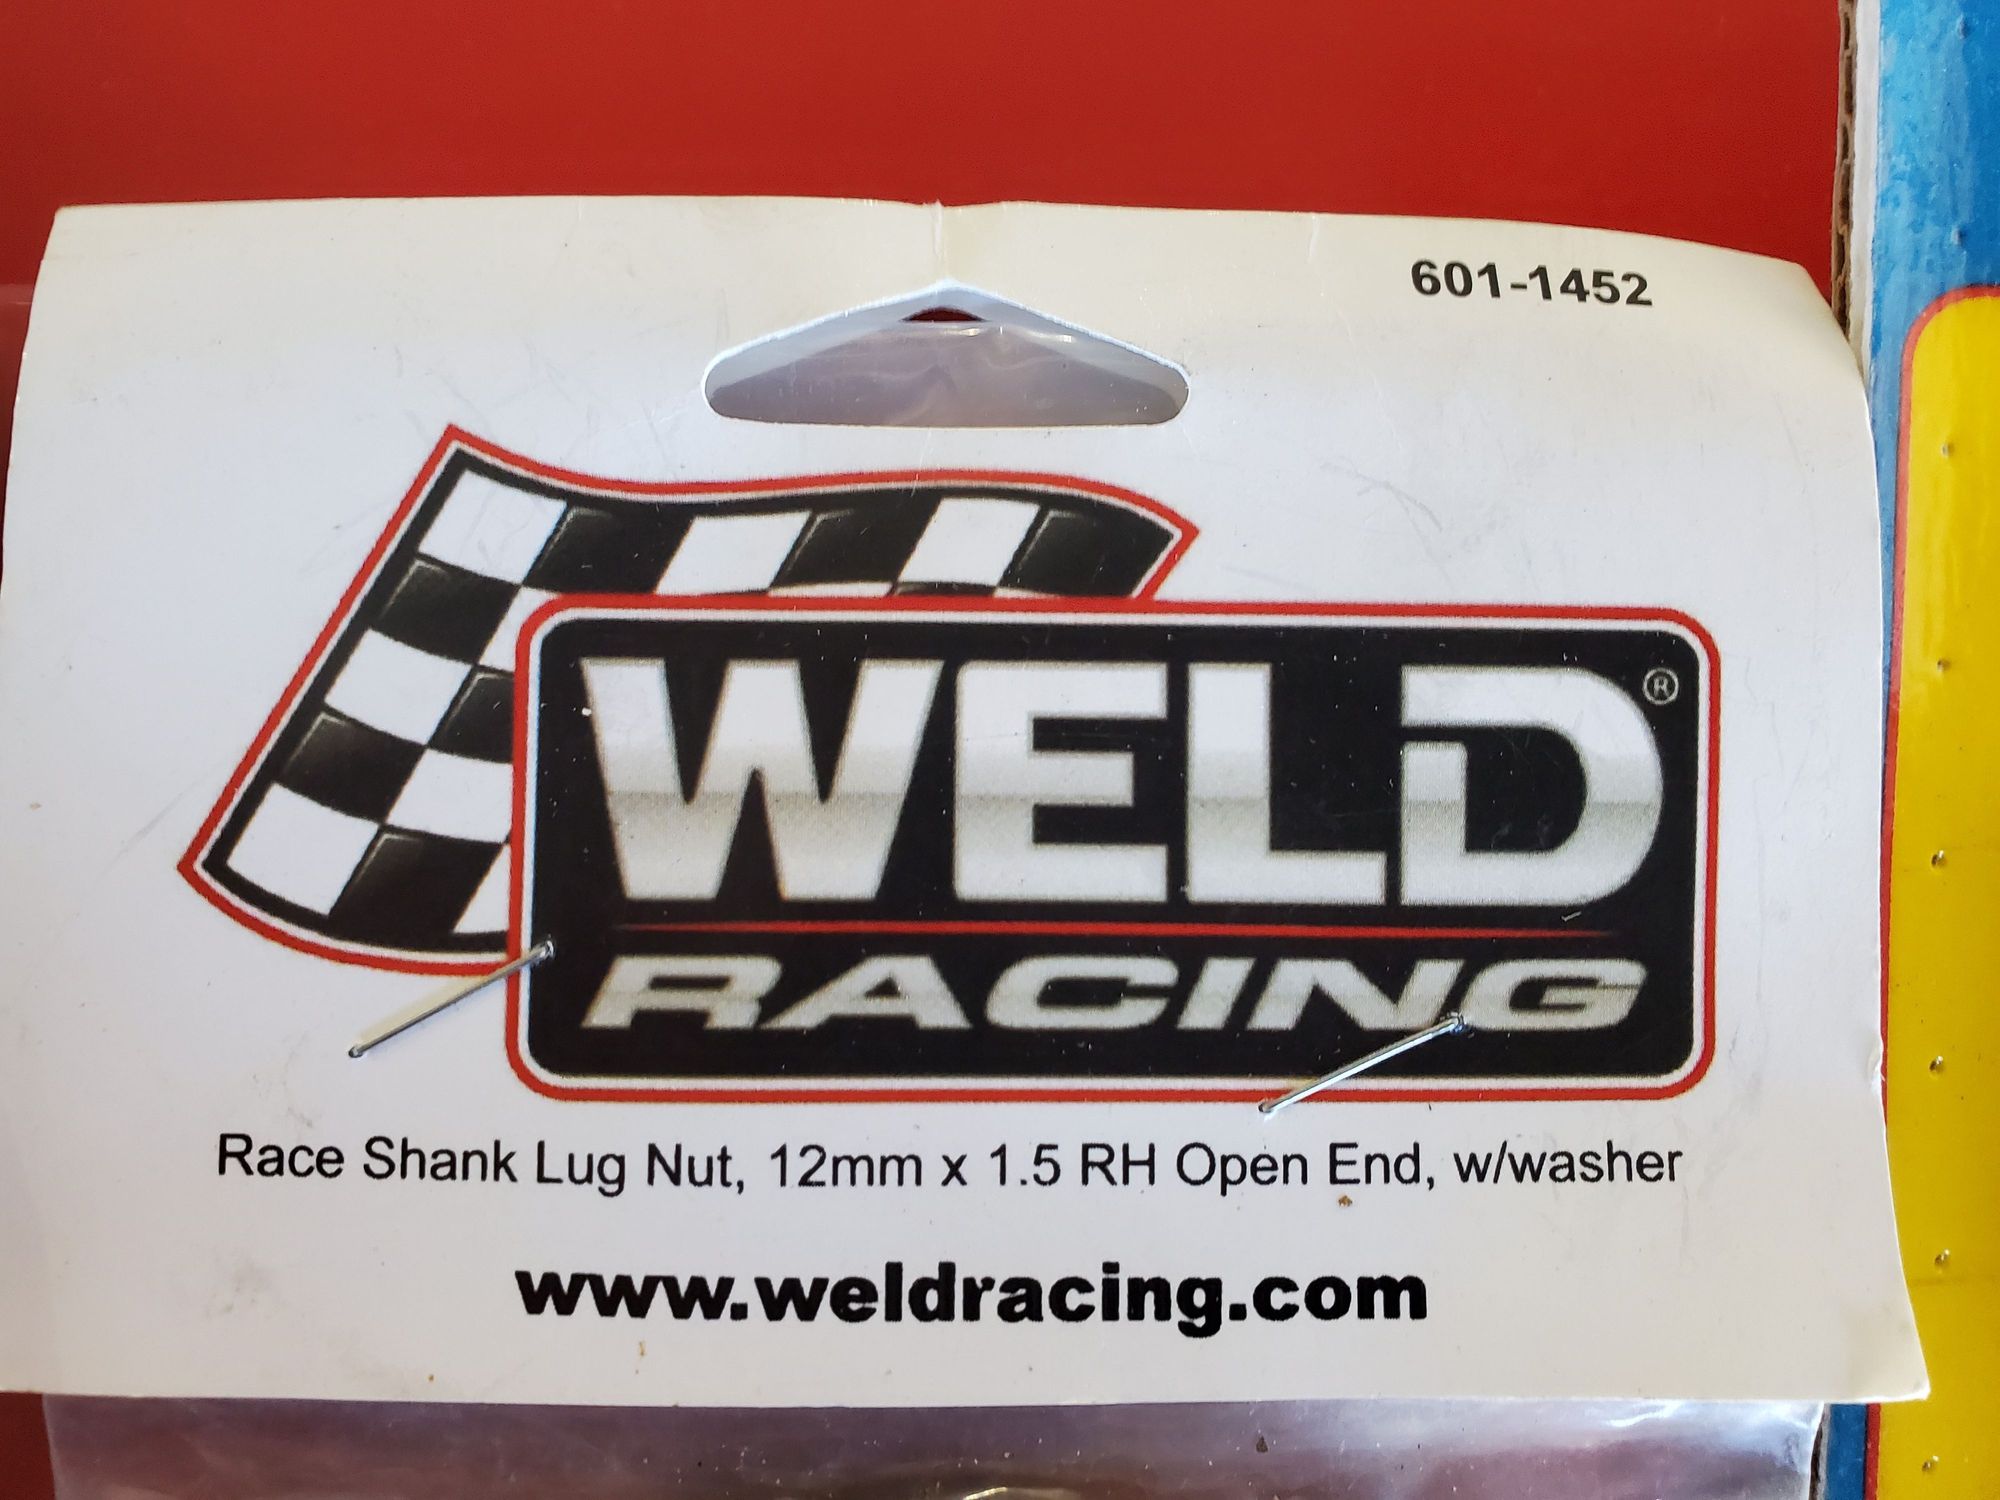 601-1452
WELD®
RACING
Race Shank Lug Nut, 12mm x 1.5 RH Open End, w/washer
www.weldracing.com